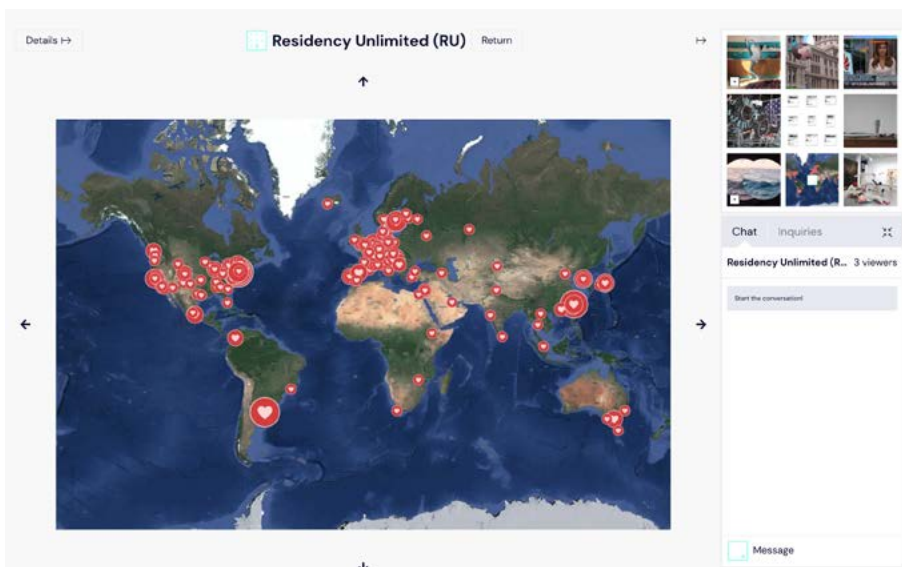 Details
Residency Unlimited (RU)
Return
Chat
Inquiries
Residency Unlimited (R...
3 viewers
Start the conversation!
Message